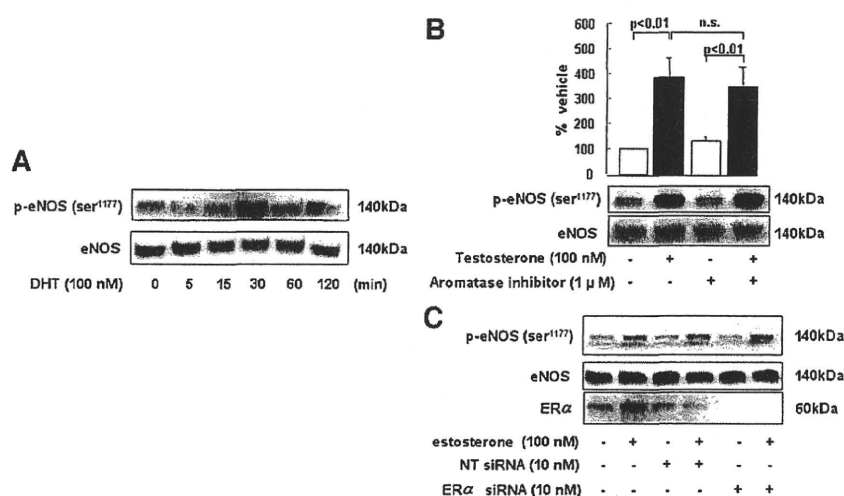 A
p-eNOS (ser1177) 140kDa
eNOS 140kDa
DHT (100 nM) 0 5 15 30 60 120 (min)
B
p<0.01 n.s.
p<0.01
% vehicle
600
500
400
300
200
100
0
p-eNOS (ser1177) 140kDa
eNOS 140kDa
Testosterone (100 nM) - + - +
Aromatase inhibitor (1 μ M) - - + +
C
p-eNOS (ser1177) 140kDa
eNOS 140kDa
ERα 60kDa
estosterone (100 nM) - + - + - +
NT siRNA (10 nM) - - + + - -
ERα siRNA (10 nM) - - - - + +